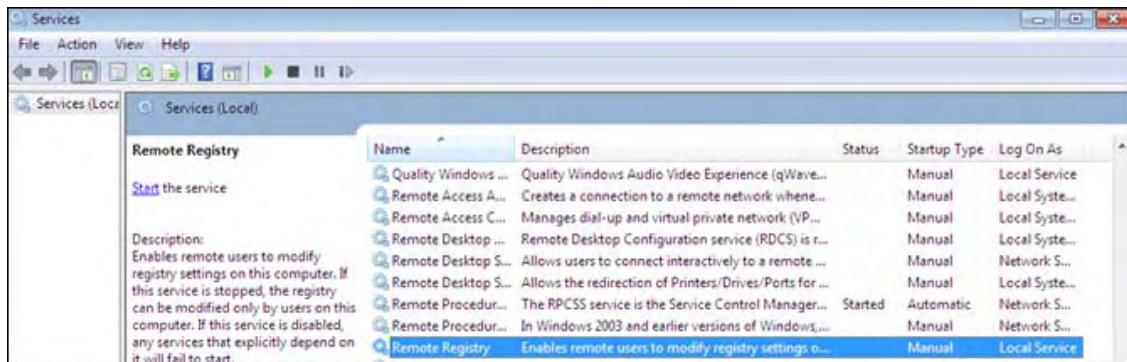 Services
File Action View Help
Services (Loca
Services (Local)
Remote Registry
Start the service
Description:
Enables remote users to modify
registry settings on this computer. If
this service is stopped, the registry
can be modified only by users on this
computer. If this service is disabled,
any services that explicitly depend on
it will fail to start.
Name Description Status Startup Type Log On As
Quality Windows ... Quality Windows Audio Video Experience (qWave... Manual Local Service
Remote Access A... Creates a connection to a remote network whene... Manual Local Syste...
Remote Access C... Manages dial-up and virtual private network (VP... Manual Local Syste...
Remote Desktop ... Remote Desktop Configuration service (RDCS) is r... Manual Local Syste...
Remote Desktop S... Allows users to connect interactively to a remote ... Manual Network S...
Remote Desktop S... Allows the redirection of Printers/Drives/Ports for ... Manual Local Syste...
Remote Procedur... The RPCSS service is the Service Control Manager... Started Automatic Network S...
Remote Procedur... In Windows 2003 and earlier versions of Windows,... Manual Network S...
Remote Registry Enables remote users to modify registry settings o... Manual Local Service